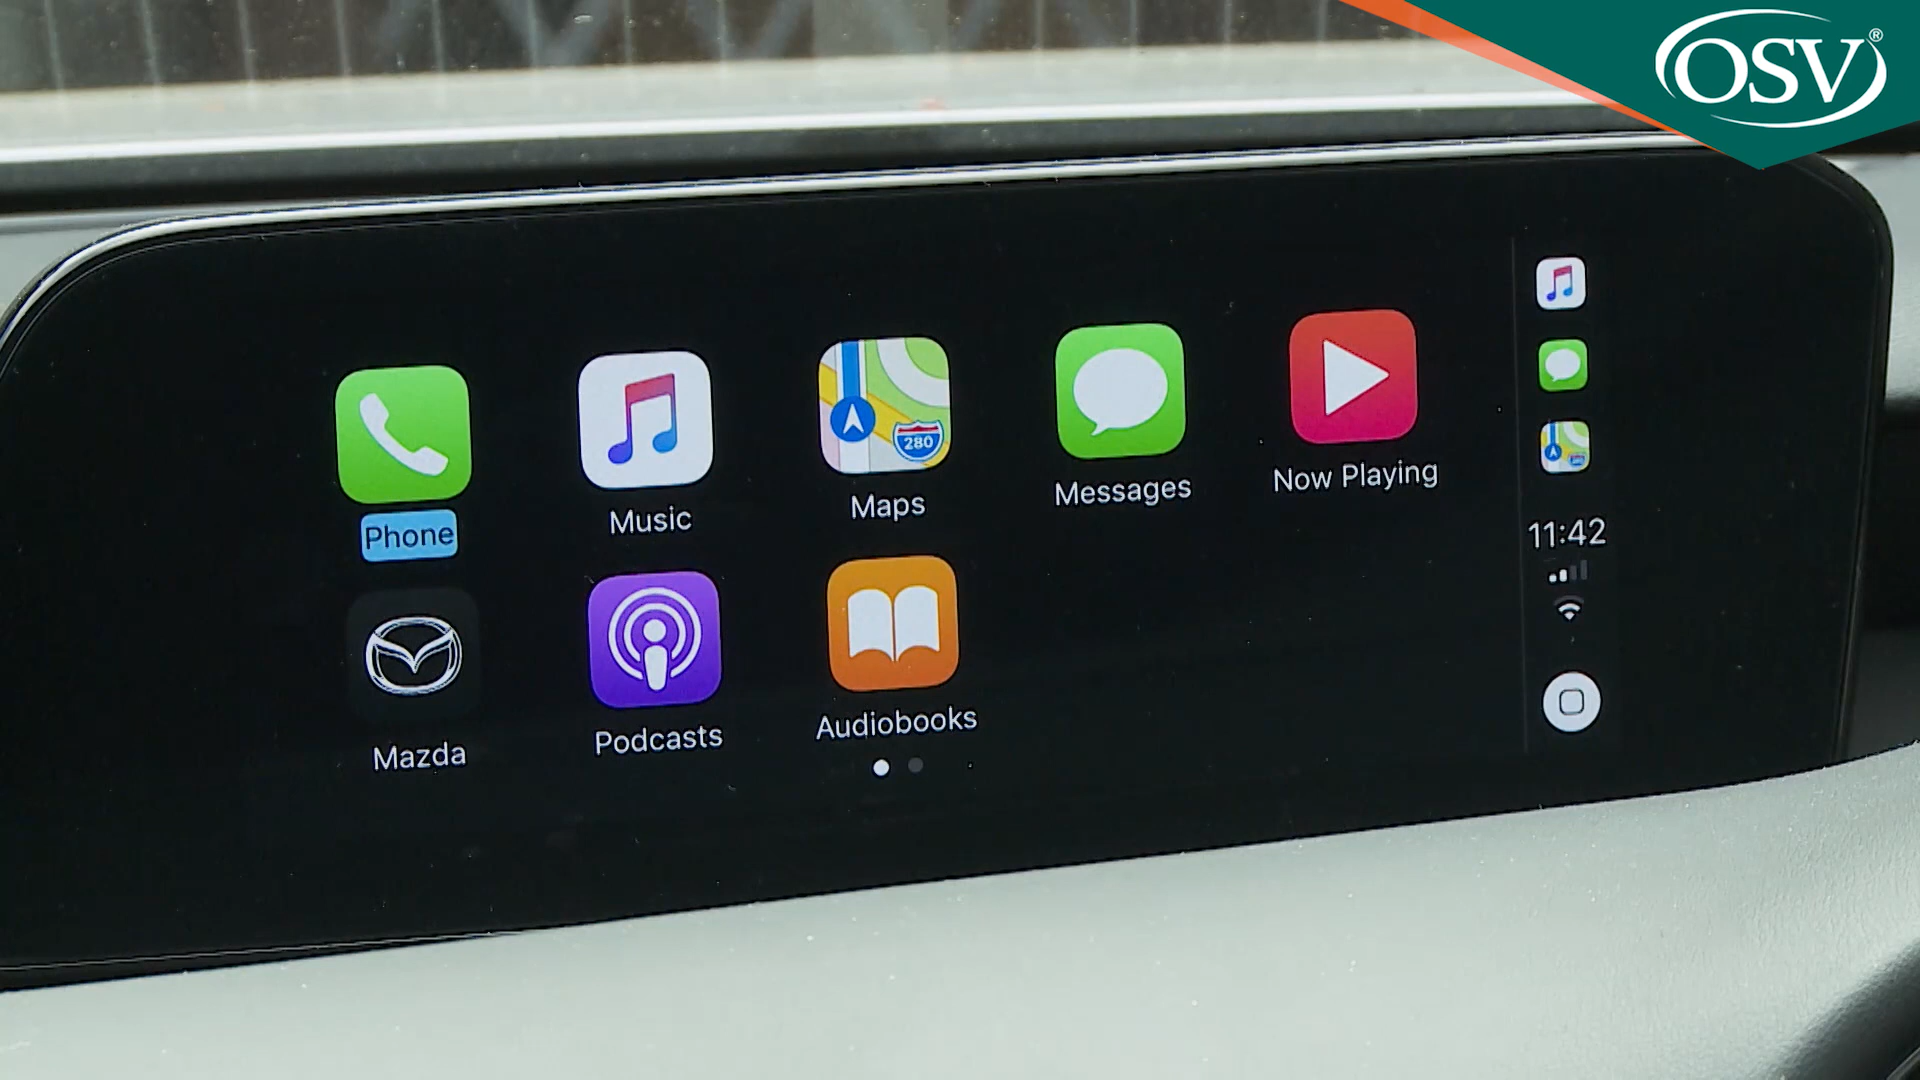 OSV®
Phone
Music
Maps
Messages
Now Playing
280
Mazda
Podcasts
Audiobooks
11:42